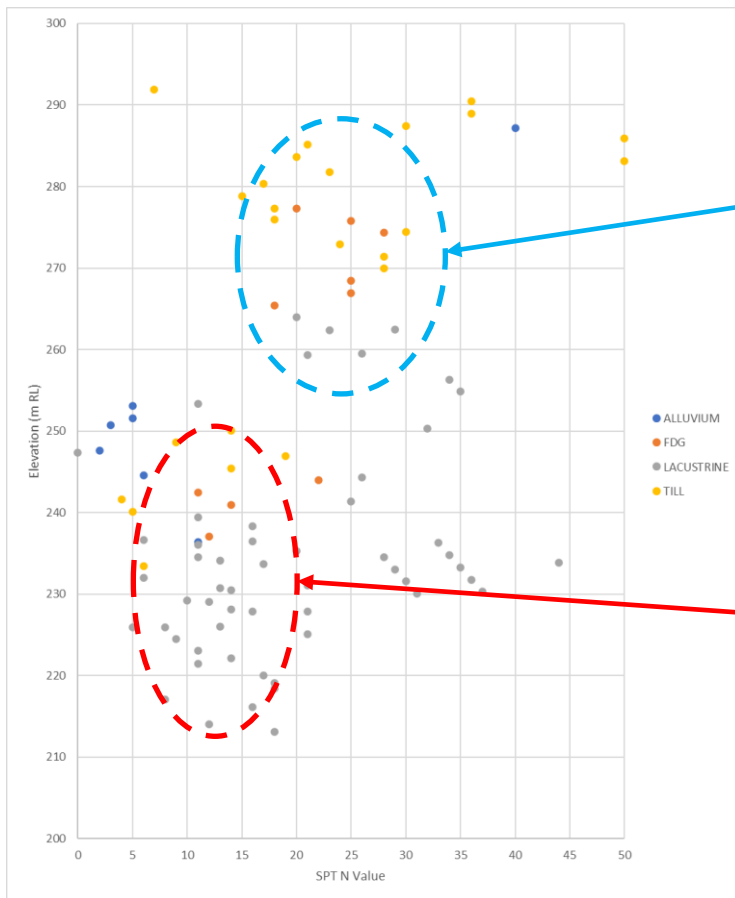 300
290
280
270
260
250
240
230
220
210
200
Elevation (m RL)
0 5 10 15 20 25 30 35 40 45 50
SPT N Value
ALLUVIUM
FDG
LACUSTRINE
TILL